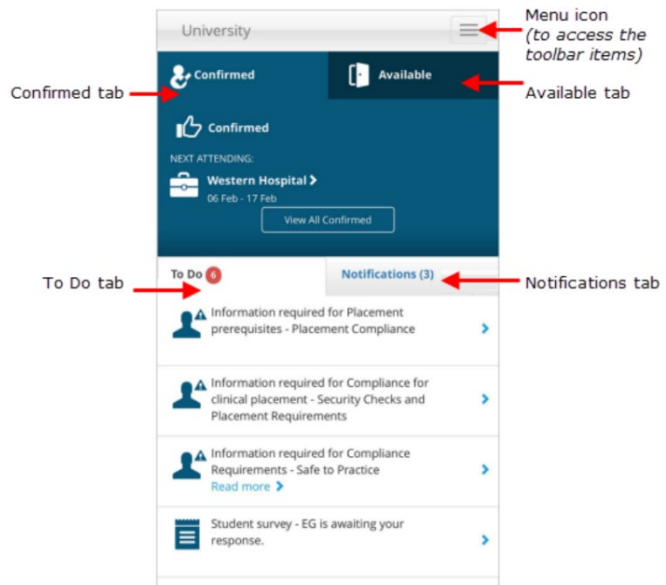 University
Menu icon
(to access the
toolbar items)
Confirmed
Available
Confirmed tab
Available tab
Confirmed
NEXT ATTENDING:
Western Hospital
06 Feb - 17 Feb
View All Confirmed
To Do tab
To Do 6
Notifications (3)
Notifications tab
Information required for Placement
prerequisites - Placement Compliance
Information required for Compliance for
clinical placement - Security Checks and
Placement Requirements
Information required for Compliance
Requirements - Safe to Practice
Read more
Student survey - EG is awaiting your
response.